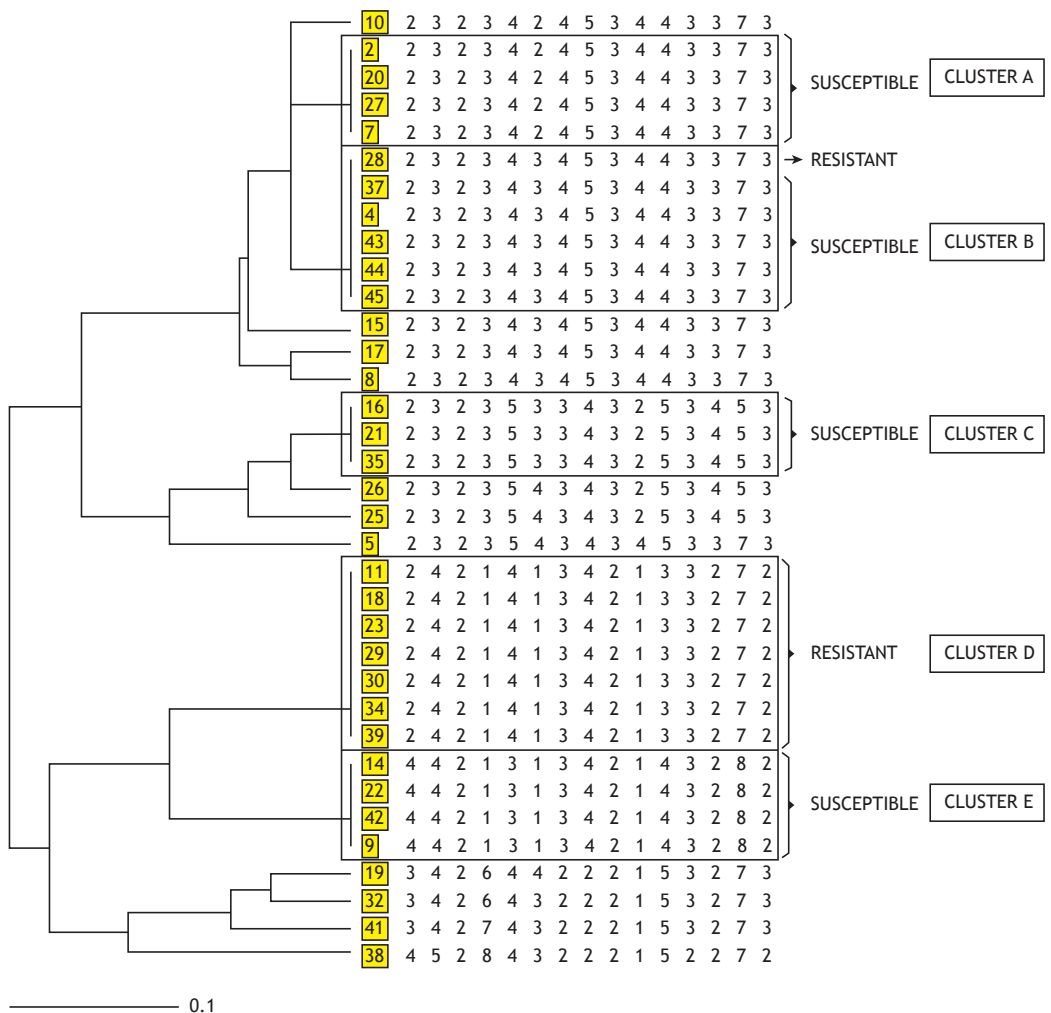 10 2 3 2 3 4 2 4 5 3 4 4 3 3 7 3
2 2 3 2 3 4 2 4 5 3 4 4 3 3 7 3
20 2 3 2 3 4 2 4 5 3 4 4 3 3 7 3 SUSCEPTIBLE CLUSTER A
27 2 3 2 3 4 2 4 5 3 4 4 3 3 7 3
7 2 3 2 3 4 2 4 5 3 4 4 3 3 7 3
28 2 3 2 3 4 3 4 5 3 4 4 3 3 7 3 → RESISTANT
37 2 3 2 3 4 3 4 5 3 4 4 3 3 7 3
4 2 3 2 3 4 3 4 5 3 4 4 3 3 7 3
43 2 3 2 3 4 3 4 5 3 4 4 3 3 7 3 SUSCEPTIBLE CLUSTER B
44 2 3 2 3 4 3 4 5 3 4 4 3 3 7 3
45 2 3 2 3 4 3 4 5 3 4 4 3 3 7 3
15 2 3 2 3 4 3 4 5 3 4 4 3 3 7 3
17 2 3 2 3 4 3 4 5 3 4 4 3 3 7 3
8 2 3 2 3 4 3 4 5 3 4 4 3 3 7 3
16 2 3 2 3 5 3 3 4 3 2 5 3 4 5 3
21 2 3 2 3 5 3 3 4 3 2 5 3 4 5 3 SUSCEPTIBLE CLUSTER C
35 2 3 2 3 5 3 3 4 3 2 5 3 4 5 3
26 2 3 2 3 5 4 3 4 3 2 5 3 4 5 3
25 2 3 2 3 5 4 3 4 3 2 5 3 4 5 3
5 2 3 2 3 5 4 3 4 3 4 5 3 3 7 3
11 2 4 2 1 4 1 3 4 2 1 3 3 2 7 2
18 2 4 2 1 4 1 3 4 2 1 3 3 2 7 2
23 2 4 2 1 4 1 3 4 2 1 3 3 2 7 2
29 2 4 2 1 4 1 3 4 2 1 3 3 2 7 2 RESISTANT CLUSTER D
30 2 4 2 1 4 1 3 4 2 1 3 3 2 7 2
34 2 4 2 1 4 1 3 4 2 1 3 3 2 7 2
39 2 4 2 1 4 1 3 4 2 1 3 3 2 7 2
14 4 4 2 1 3 1 3 4 2 1 4 3 2 8 2
22 4 4 2 1 3 1 3 4 2 1 4 3 2 8 2
42 4 4 2 1 3 1 3 4 2 1 4 3 2 8 2 SUSCEPTIBLE CLUSTER E
9 4 4 2 1 3 1 3 4 2 1 4 3 2 8 2
19 3 4 2 6 4 4 2 2 2 1 5 3 2 7 3
32 3 4 2 6 4 3 2 2 2 1 5 3 2 7 3
41 3 4 2 7 4 3 2 2 2 1 5 3 2 7 3
38 4 5 2 8 4 3 2 2 2 1 5 2 2 7 2
0.1